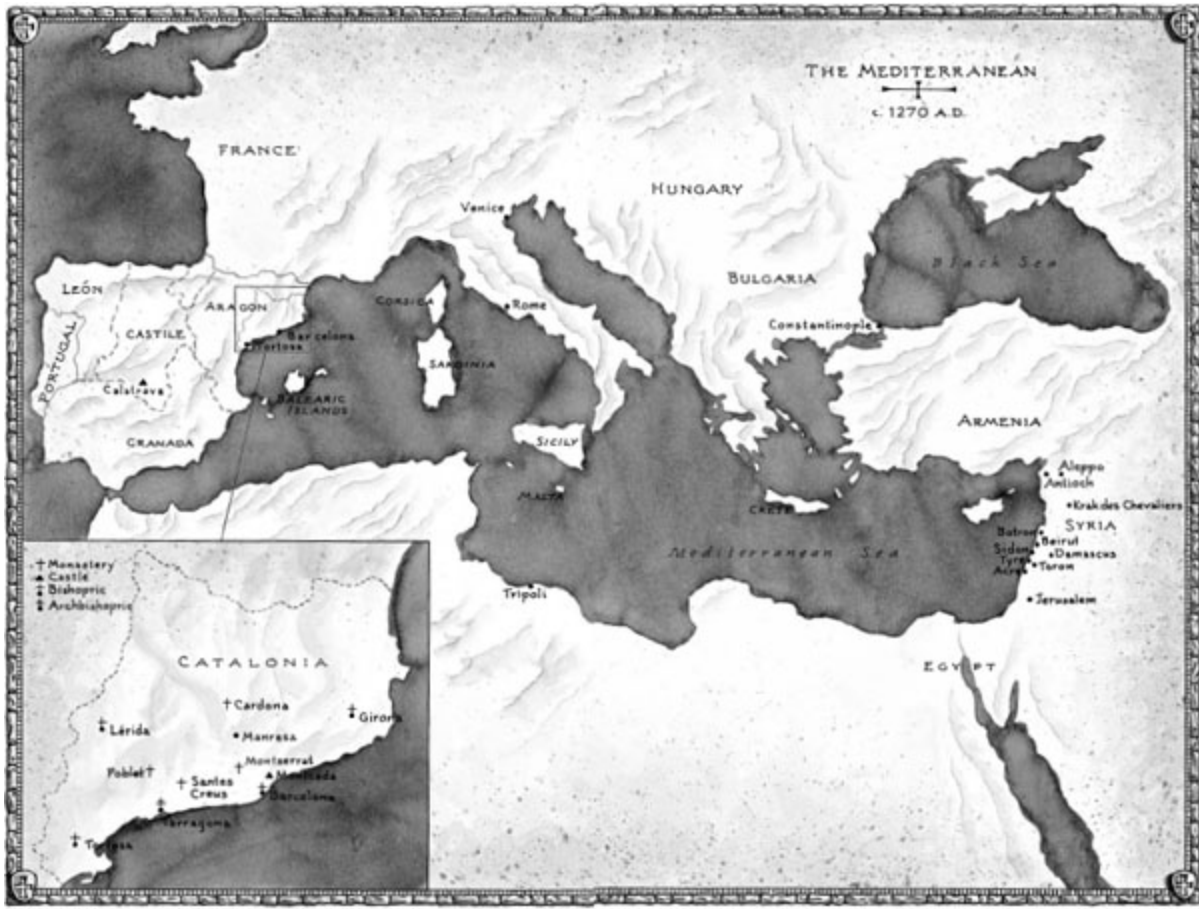 THE MEDITERRANEAN
c. 1270 A.D.
FRANCE
HUNGARY
Venice
BULGARIA
Black Sea
LEÓN
ARAGON
CORSICA
Rome
Constantinople
PORTUGAL
CASTILE
Barcelona
Tortosa
SARDINIA
Calatrava
BALEARIC
ISLANDS
ARMENIA
GRANADA
SICILY
Aleppo
Antioch
MALTA
CRETE
Krak des Chevaliers
SYRIA
Batron
Beirut
Sidon
Damascus
Tyre
Toron
Acre
Mediterranean Sea
Tripoli
Jerusalem
EGYPT
Monastery
Castle
Bishopric
Archbishopric
CATALONIA
Cardona
Girona
Lérida
Manresa
Montserrat
Poblet
Moncada
Santes
Creus
Barcelona
Tarragona
Tortosa